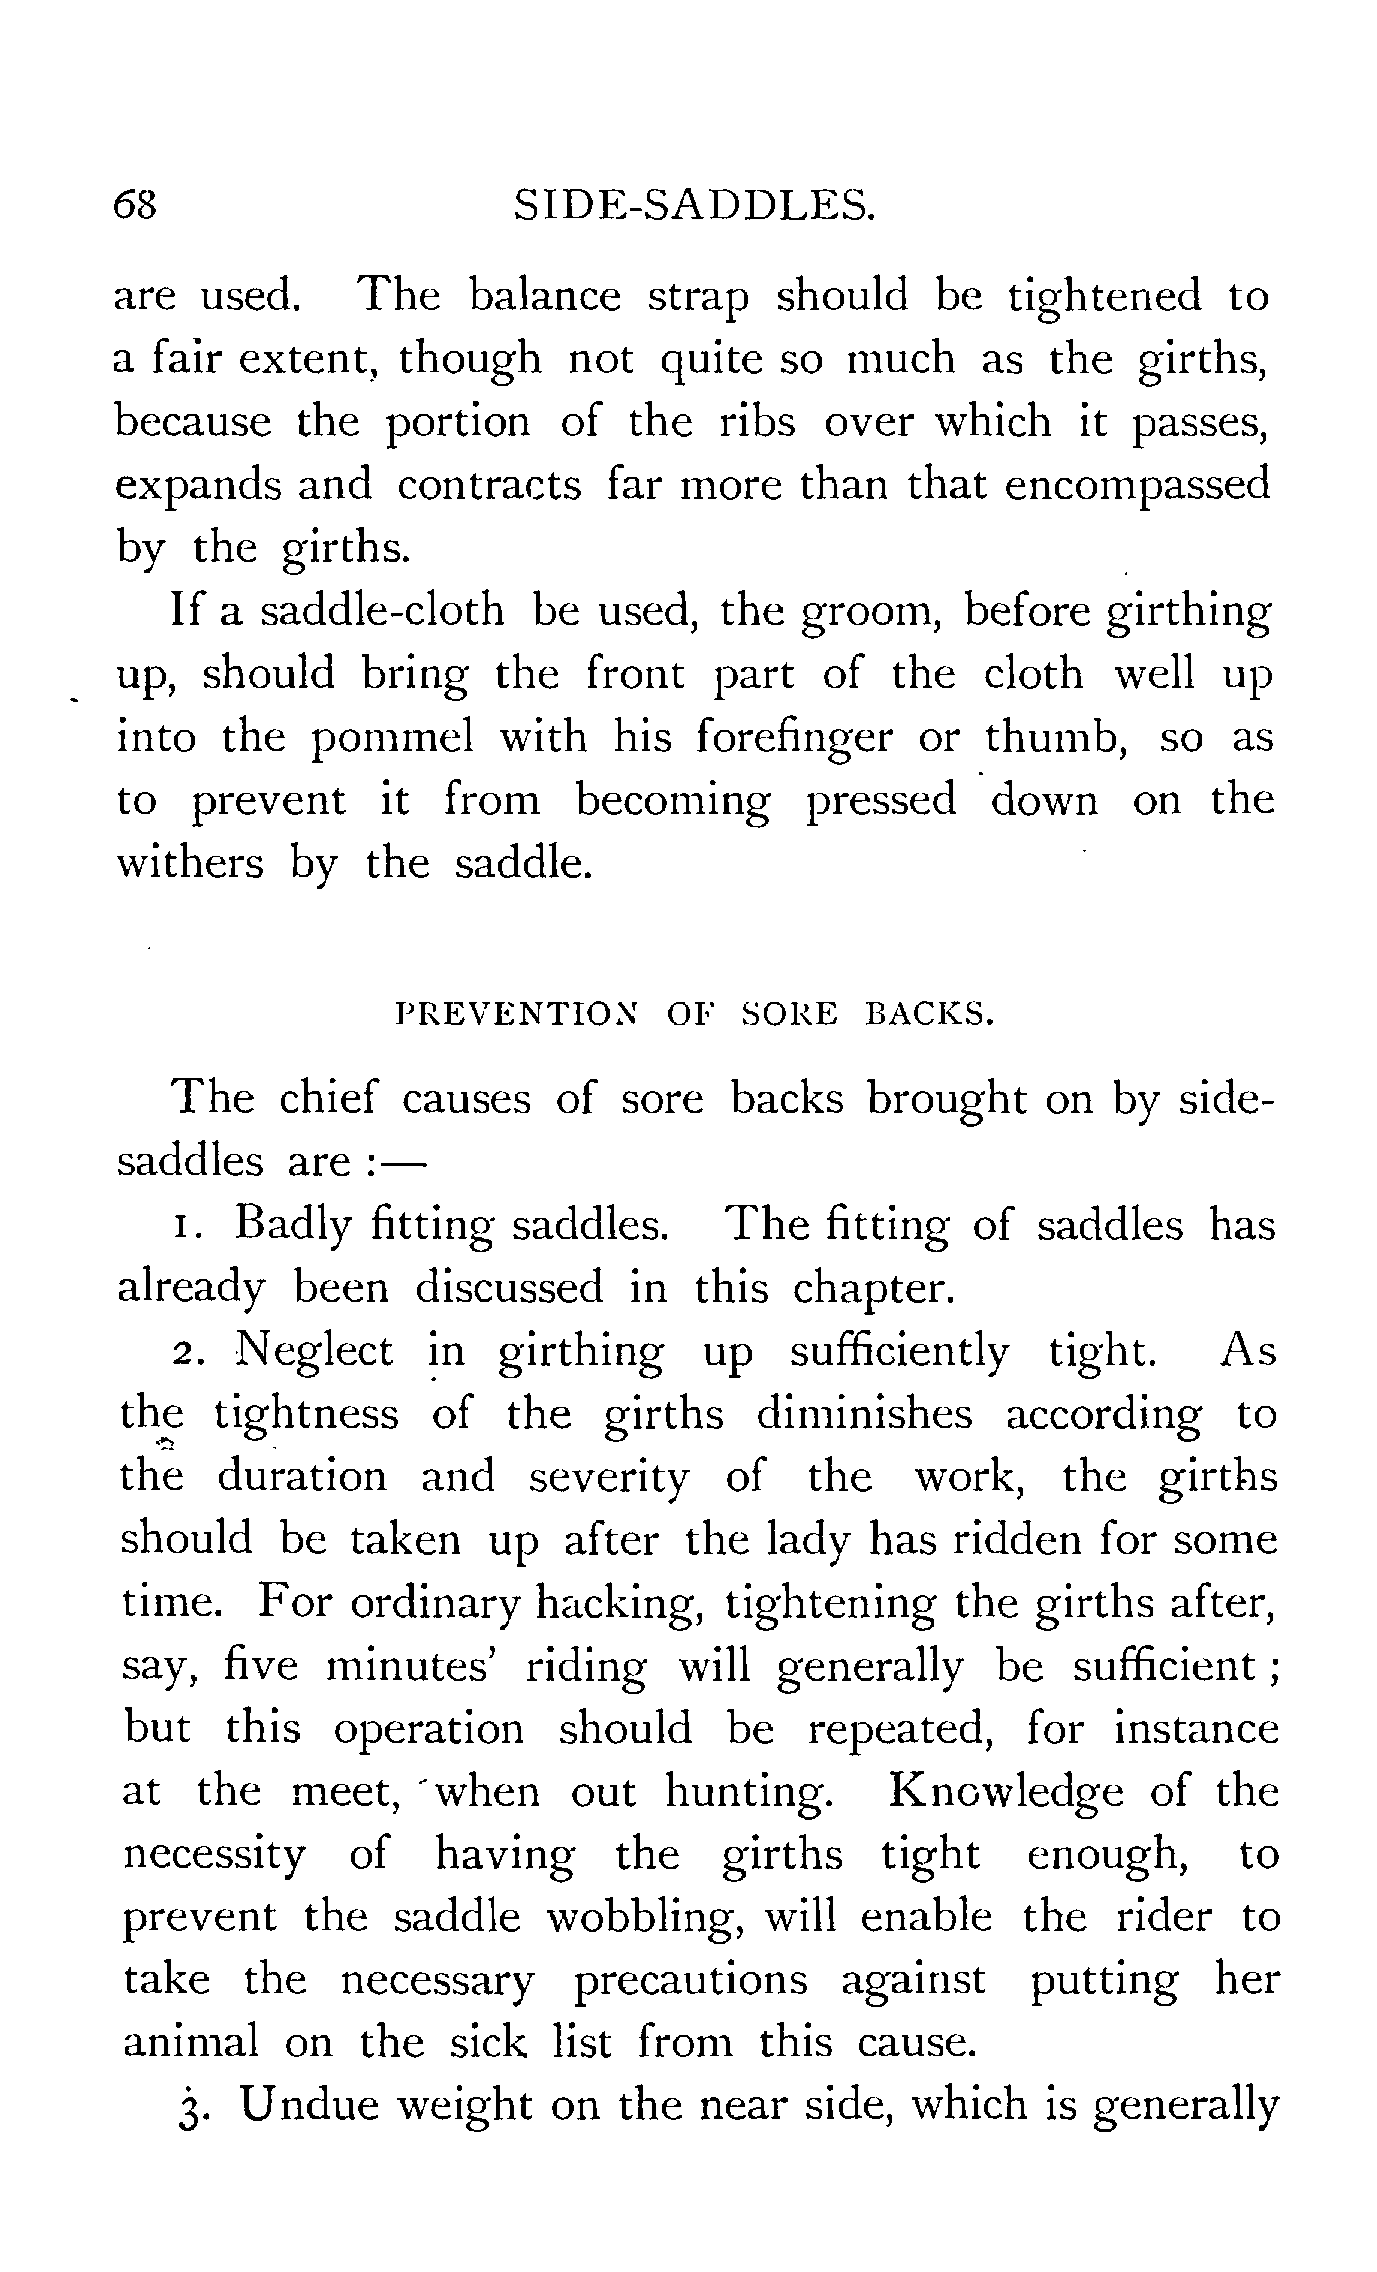 68 SIDE-SADDLES.
are used. The balance strap should be tightened to
a fair extent, though not quite so much as the girths,
because the portion of the ribs over which it passes,
expands and contracts far more than that encompassed
by the girths.
If a saddle-cloth be used, the groom, before girthing
up, should bring the front part of the cloth well up
into the pommel with his forefinger or thumb, so as
to prevent it from becoming pressed down on the
withers by the saddle.
PREVENTION OF SORE BACKS.
The chief causes of sore backs brought on by side-
saddles are :—
1. Badly fitting saddles. The fitting of saddles has
already been discussed in this chapter.
2. Neglect in girthing up sufficiently tight. As
the tightness of the girths diminishes according to
the duration and severity of the work, the girths
should be taken up after the lady has ridden for some
time. For ordinary hacking, tightening the girths after,
say, five minutes' riding will generally be sufficient ;
but this operation should be repeated, for instance
at the meet, when out hunting. Knowledge of the
necessity of having the girths tight enough, to
prevent the saddle wobbling, will enable the rider to
take the necessary precautions against putting her
animal on the sick list from this cause.
3. Undue weight on the near side, which is generally